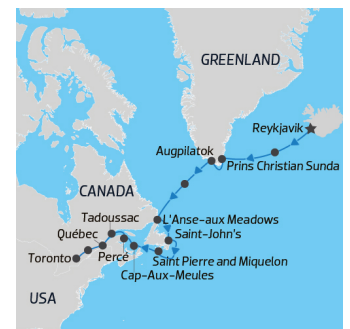 GREENLAND
Reykjavik
Augpilatok
Prins Christian Sunda
CANADA
Tadoussac
L'Anse-aux Meadows
Québec
Saint-John's
Toronto
Percé
Saint Pierre and Miquelon
Cap-Aux-Meules
USA